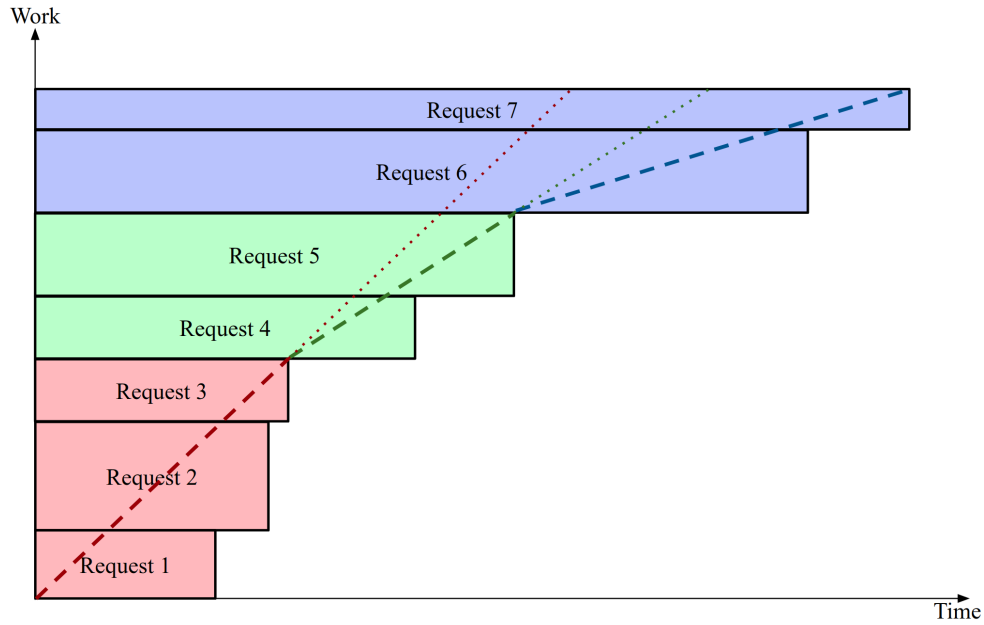 Work
Request 7
Request 6
Request 5
Request 4
Request 3
Request 2
Request 1
Time